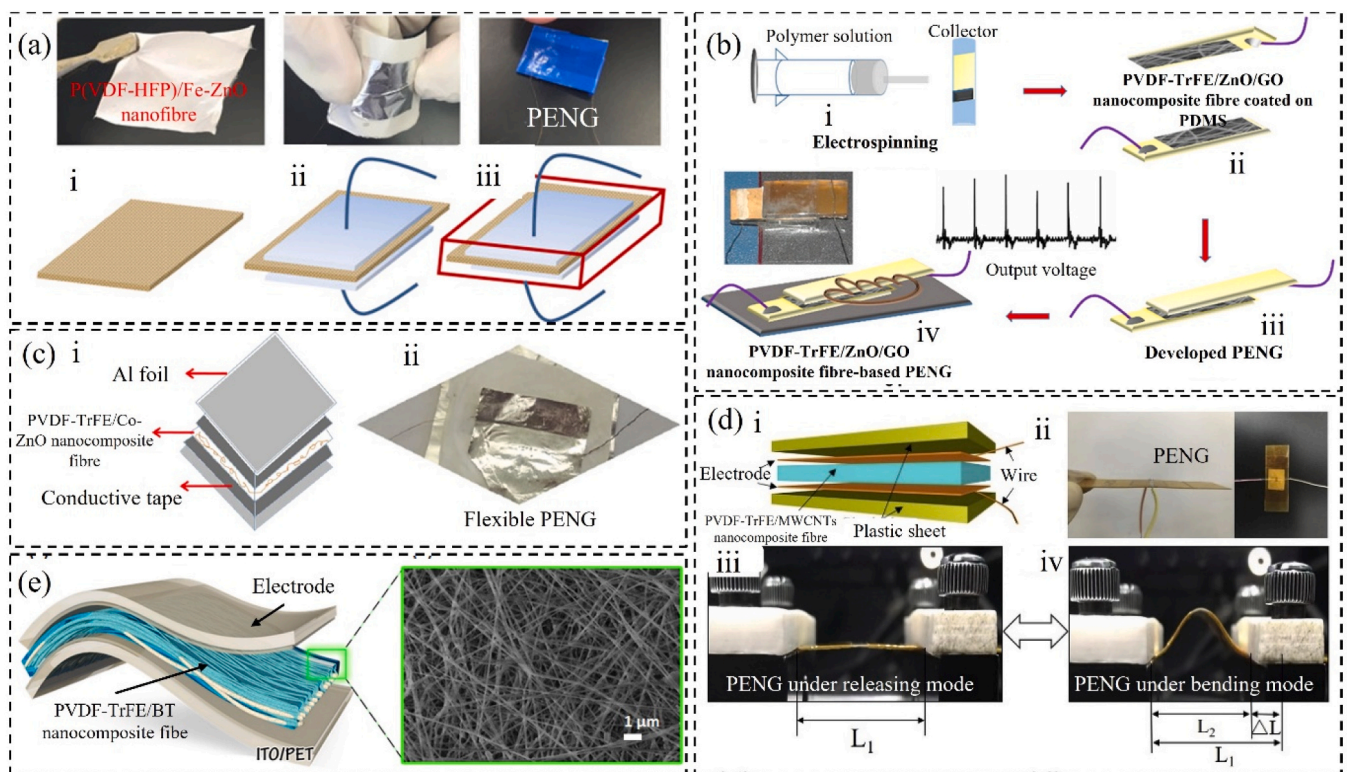 (a)
P(VDF-HFP)/Fe-ZnO
nanofibre
PENG
i
ii
iii
(b)
Polymer solution
Collector
i
Electrospinning
PVDF-TrFE/ZnO/GO
nanocomposite fibre coated on
PDMS
ii
Output voltage
iii
Developed PENG
iv
PVDF-TrFE/ZnO/GO
nanocomposite fibre-based PENG
(c)
i
Al foil
PVDF-TrFE/Co-
ZnO nanocomposite
fibre
Conductive tape
ii
Flexible PENG
(d)
i
Electrode
Wire
PVDF-TrFE/MWCNTs
nanocomposite fibre
Plastic sheet
ii
PENG
iii
PENG under releasing mode
L1
iv
PENG under bending mode
L2
△L
L1
(e)
Electrode
PVDF-TrFE/BT
nanocomposite fibe
ITO/PET
1 μm